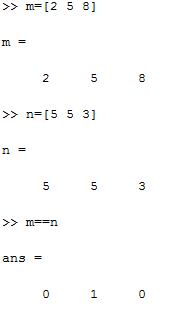 >> m=[2 5 8]
m =
2 5 8
>> n=[5 5 3]
n =
5 5 3
>> m==n
ans =
0 1 0